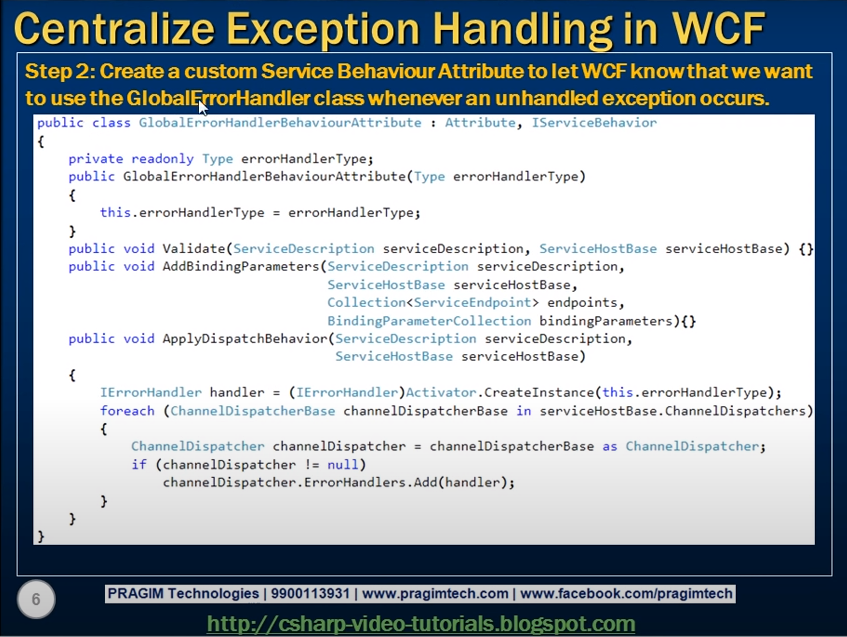 Centralize Exception Handling in WCF
Step 2: Create a custom Service Behaviour Attribute to let WCF know that we want
to use the GlobalErrorHandler class whenever an unhandled exception occurs.
public class GlobalErrorHandlerBehaviourAttribute : Attribute, IServiceBehavior
{
    private readonly Type errorHandlerType;
    public GlobalErrorHandlerBehaviourAttribute(Type errorHandlerType)
    {
        this.errorHandlerType = errorHandlerType;
    }
    public void Validate(ServiceDescription serviceDescription, ServiceHostBase serviceHostBase) {}
    public void AddBindingParameters(ServiceDescription serviceDescription,
                                     ServiceHostBase serviceHostBase,
                                     Collection<ServiceEndpoint> endpoints,
                                     BindingParameterCollection bindingParameters){}
    public void ApplyDispatchBehavior(ServiceDescription serviceDescription,
                                      ServiceHostBase serviceHostBase)
    {
        IErrorHandler handler = (IErrorHandler)Activator.CreateInstance(this.errorHandlerType);
        foreach (ChannelDispatcherBase channelDispatcherBase in serviceHostBase.ChannelDispatchers)
        {
            ChannelDispatcher channelDispatcher = channelDispatcherBase as ChannelDispatcher;
            if (channelDispatcher != null)
                channelDispatcher.ErrorHandlers.Add(handler);
        }
    }
}
6
PRAGIM Technologies | 9900113931 | www.pragimtech.com | www.facebook.com/pragimtech
http://csharp-video-tutorials.blogspot.com